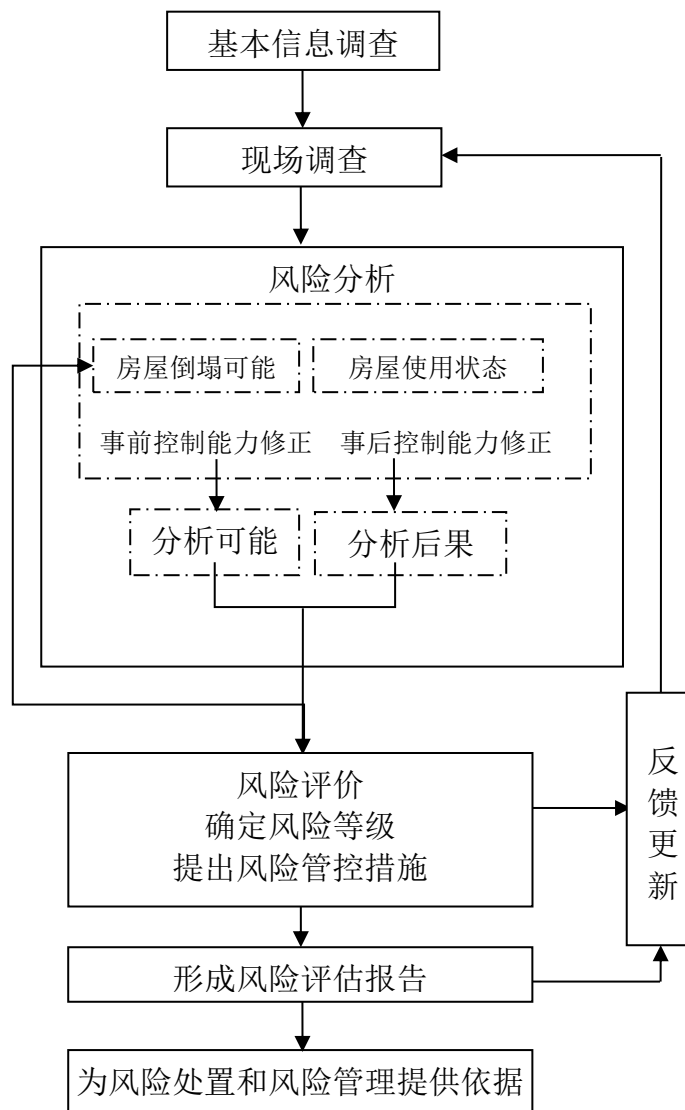 基本信息调查
现场调查
风险分析
房屋倒塌可能
房屋使用状态
事前控制能力修正
事后控制能力修正
分析可能
分析后果
风险评价
确定风险等级
提出风险管控措施
反馈更新
形成风险评估报告
为风险处置和风险管理提供依据